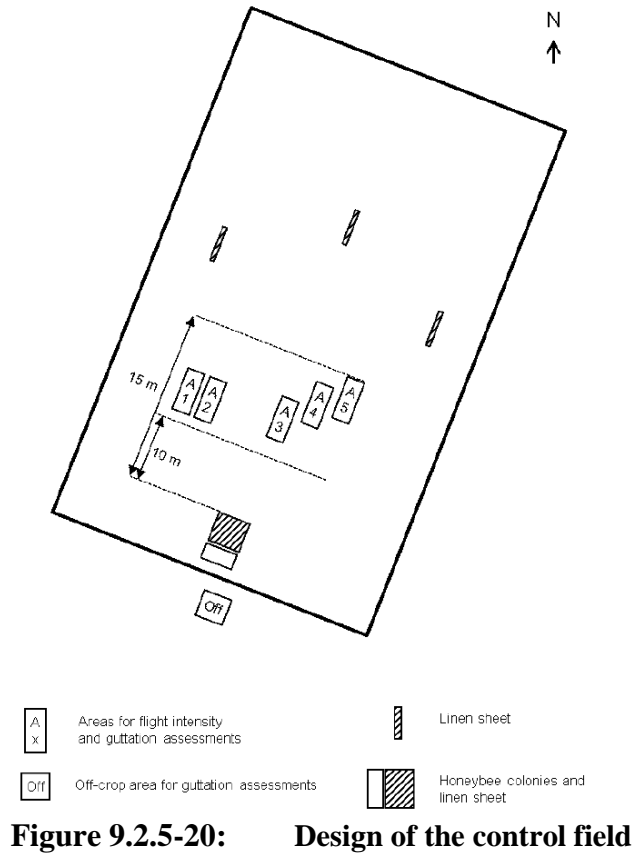 N
15 m
10 m
A
1
A
2
A
3
A
4
A
5
Off
A
x
Areas for flight intensity
and guttation assessments
Linen sheet
Off
Off-crop area for guttation assessments
Honeybee colonies and
linen sheet
Figure 9.2.5-20: Design of the control field